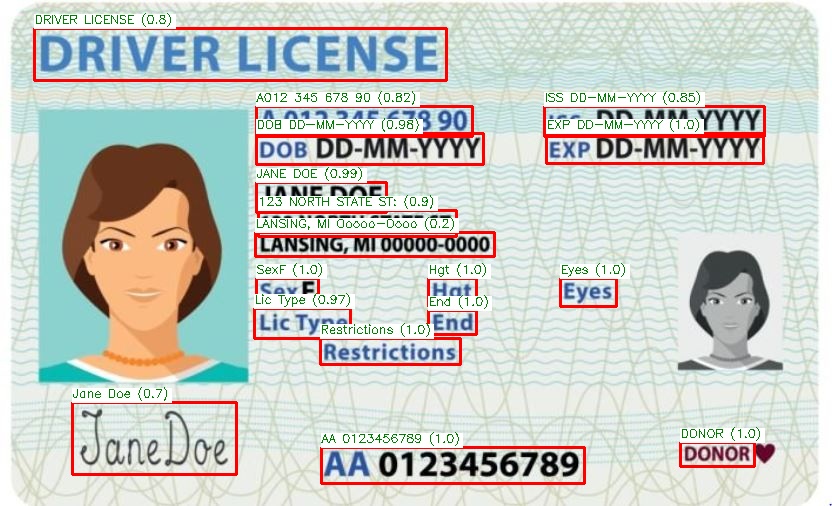 DRIVER LICENSE (0.8)
DRIVER LICENSE
A012 345 678 90 (0.82) ISS DD-MM-YYYY (0.85)
A 012 345 678 90 ISS DD-MM-YYYY
DOB DD-MM-YYYY (0.98) EXP DD-MM-YYYY (1.0)
DOB DD-MM-YYYY EXP DD-MM-YYYY
JANE DOE (0.99)
JANE DOE
123 NORTH STATE ST: (0.9)
LANSING, MI Ooooo-Oooo (0.2)
LANSING, MI 00000-0000
SexF (1.0) Hgt (1.0) Eyes (1.0)
Sex F Hgt Eyes
Lic Type (0.97) End (1.0)
Lic Type End
Restrictions (1.0)
Restrictions
Jane Doe (0.7)
JaneDoe
AA 0123456789 (1.0) DONOR (1.0)
AA 0123456789 DONOR